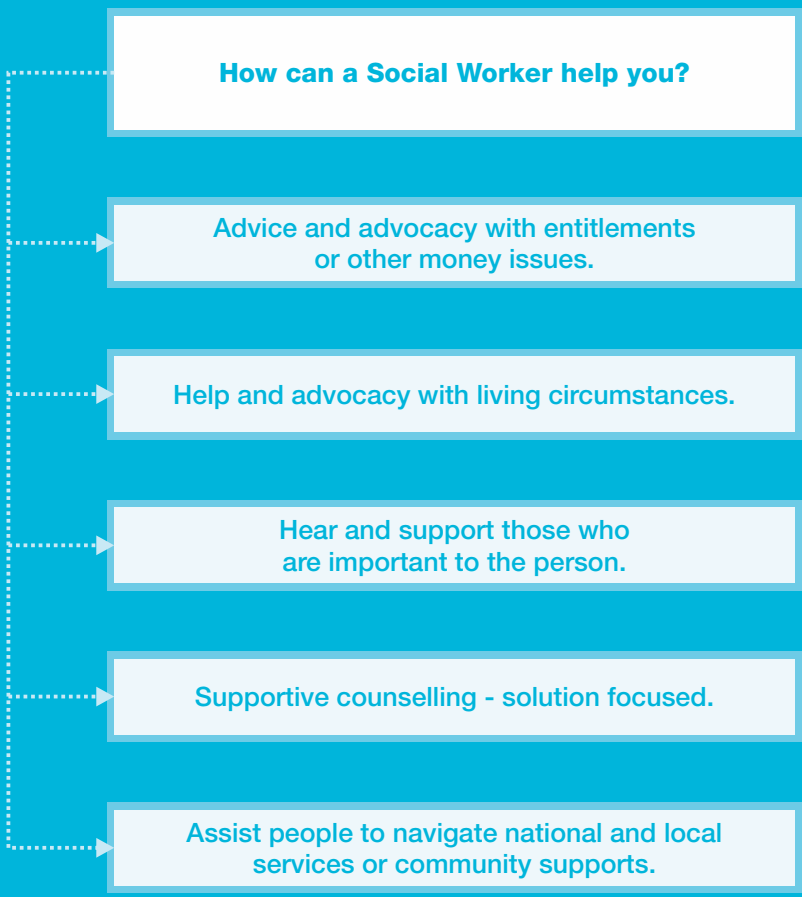 How can a Social Worker help you?
Advice and advocacy with entitlements
or other money issues.
Help and advocacy with living circumstances.
Hear and support those who
are important to the person.
Supportive counselling - solution focused.
Assist people to navigate national and local
services or community supports.